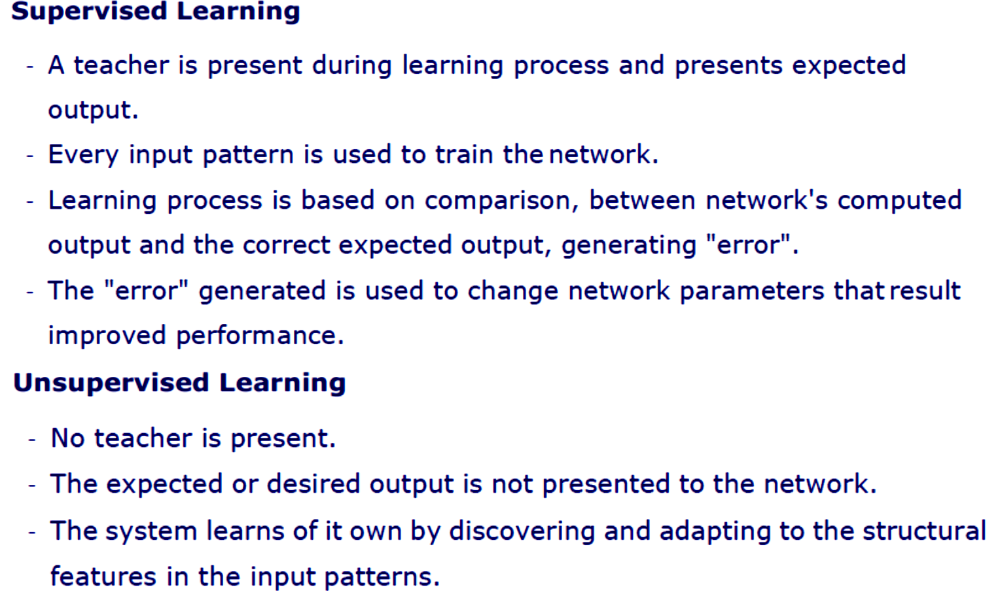 Supervised Learning
- A teacher is present during learning process and presents expected
output.
- Every input pattern is used to train the network.
- Learning process is based on comparison, between network's computed
output and the correct expected output, generating "error".
- The "error" generated is used to change network parameters that result
improved performance.
Unsupervised Learning
- No teacher is present.
- The expected or desired output is not presented to the network.
- The system learns of it own by discovering and adapting to the structural
features in the input patterns.